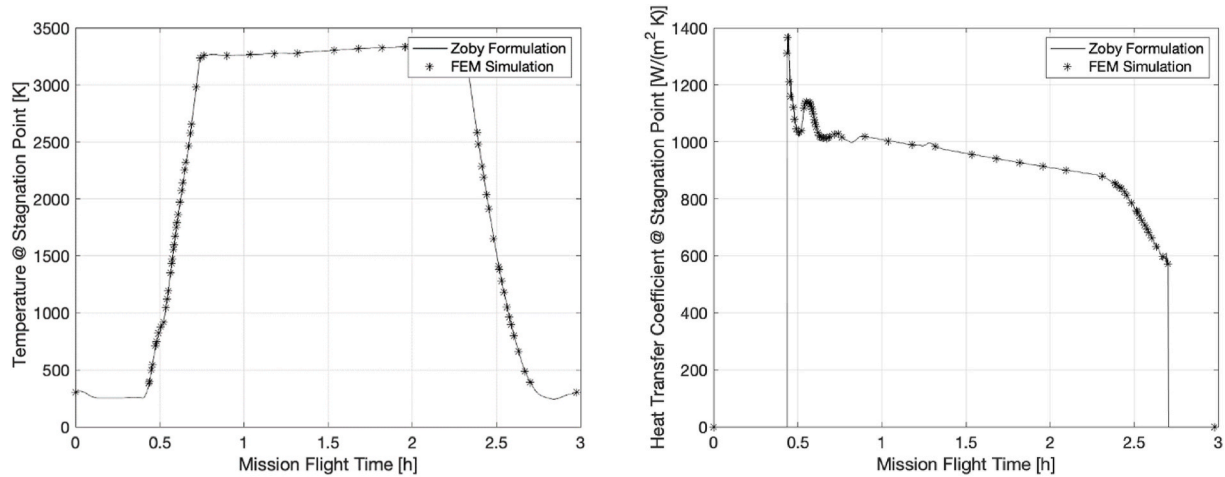 3500
3000
2500
2000
1500
1000
500
0
Temperature @ Stagnation Point [K]
Zoby Formulation
FEM Simulation
0 0.5 1 1.5 2 2.5 3
Mission Flight Time [h]
1400
1200
1000
800
600
400
200
0
Heat Transfer Coefficient @ Stagnation Point [W/(m² K)]
Zoby Formulation
FEM Simulation
0 0.5 1 1.5 2 2.5 3
Mission Flight Time [h]